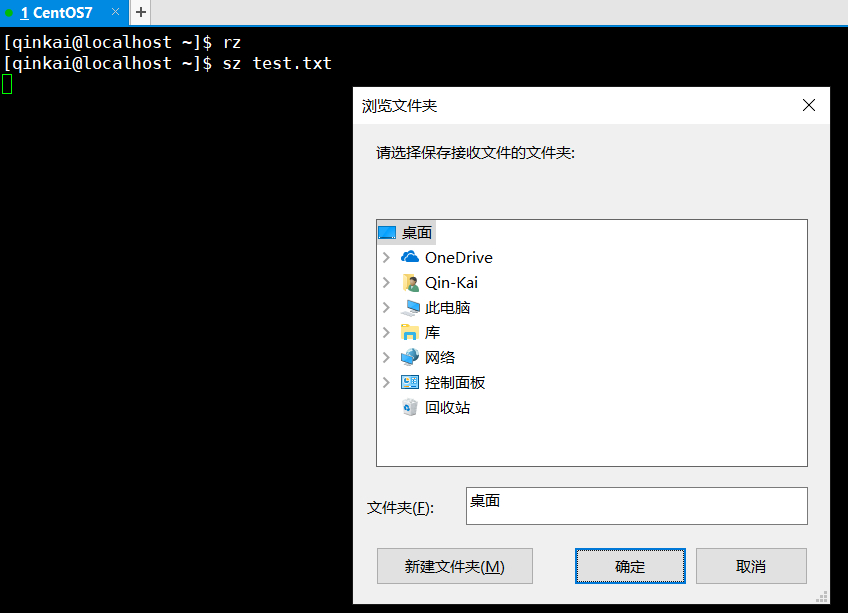 1 CentOS7 × +
[qinkai@localhost ~]$ rz
[qinkai@localhost ~]$ sz test.txt
浏览文件夹
请选择保存接收文件的文件夹:
桌面
OneDrive
Qin-Kai
此电脑
库
网络
控制面板
回收站
文件夹(F): 桌面
新建文件夹(M) 确定 取消